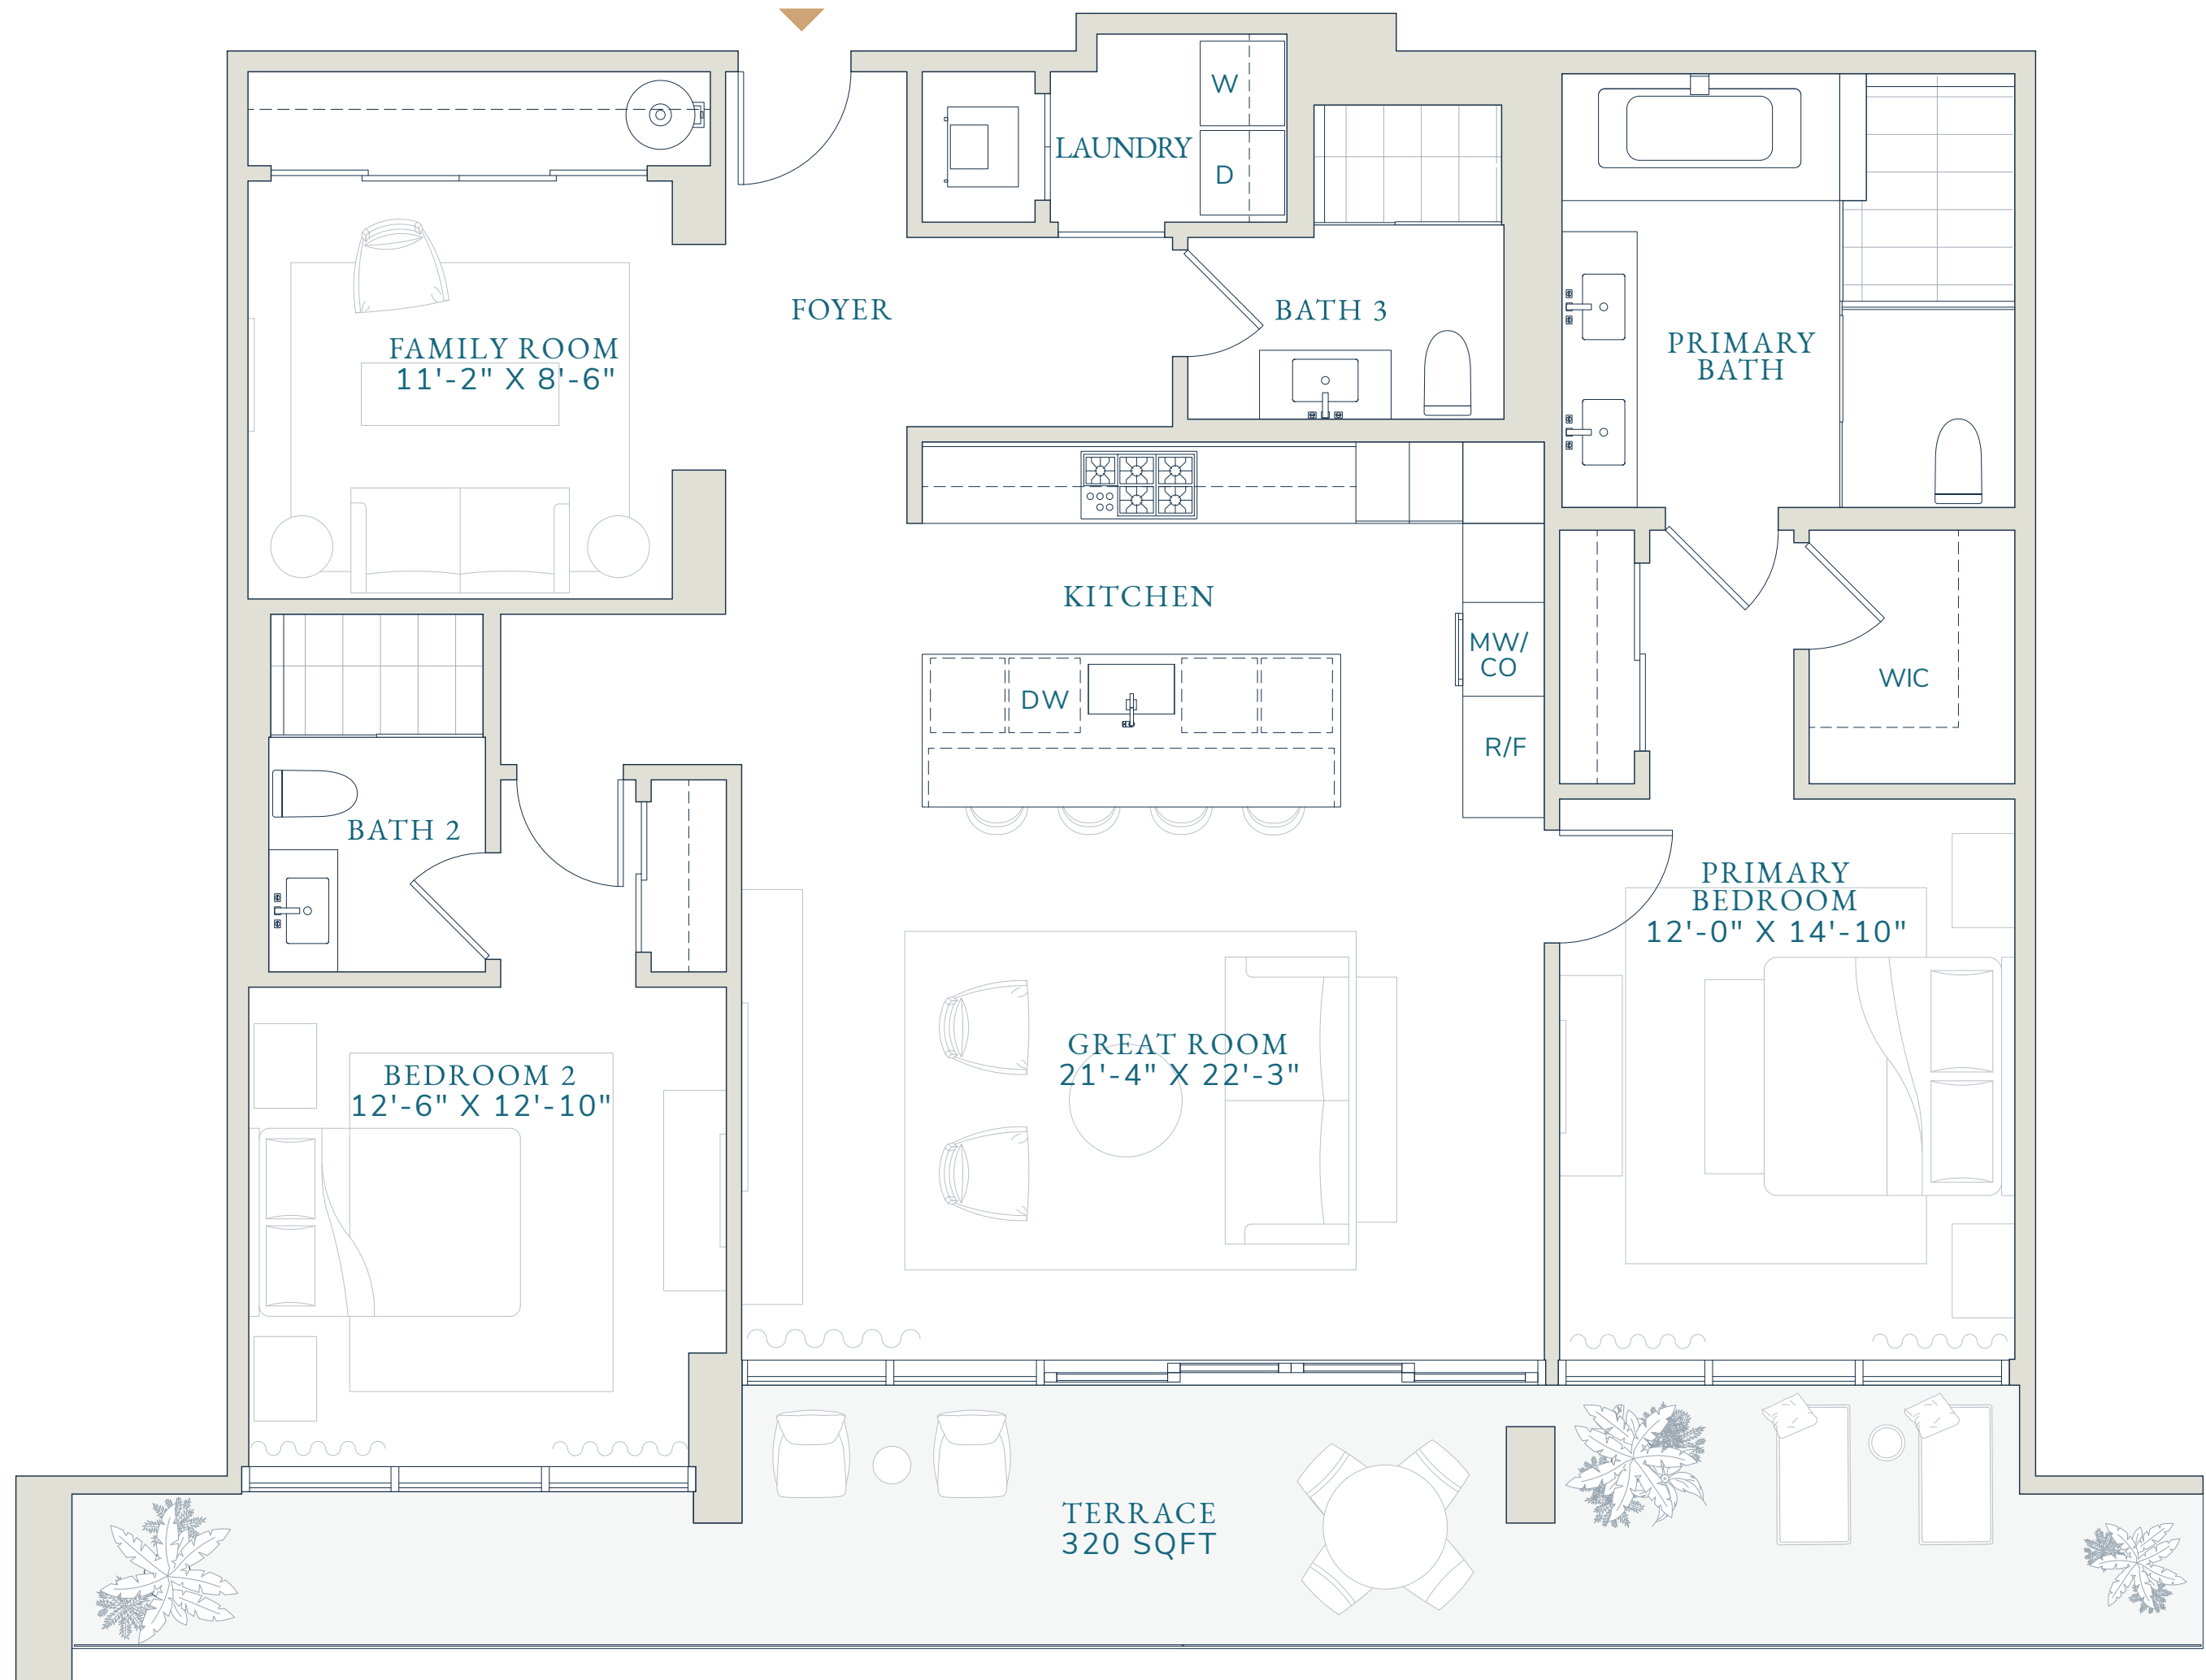 W
LAUNDRY
D
FOYER
BATH 3
FAMILY ROOM
11'-2" X 8'-6"
PRIMARY
BATH
KITCHEN
MW/
CO
WIC
DW
R/F
BATH 2
PRIMARY
BEDROOM
12'-0" X 14'-10"
GREAT ROOM
21'-4" X 22'-3"
BEDROOM 2
12'-6" X 12'-10"
TERRACE
320 SQFT